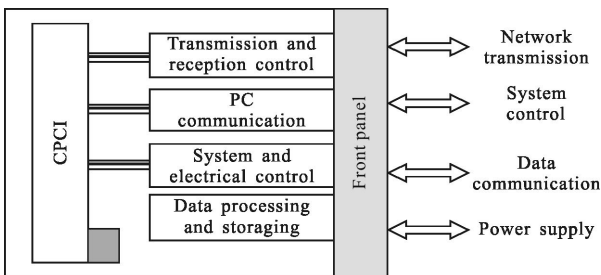 CPCI
Transmission and
reception control
PC
communication
System and
electrical control
Data processing
and storaging
Front panel
Network
transmission
System
control
Data
communication
Power supply